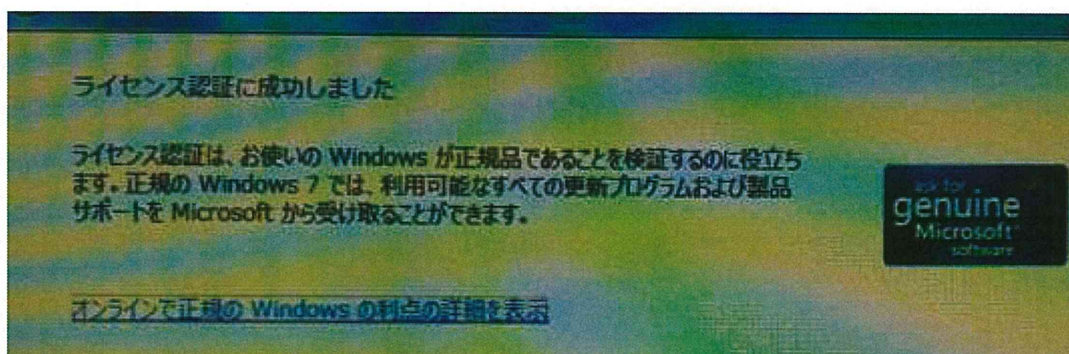 ライセンス認証に成功しました
ライセンス認証は、お使いの Windows が正規品であることを検証するのに役立ち
ます。正規の Windows 7 では、利用可能なすべての更新プログラムおよび製品
サポートを Microsoft から受け取ることができます。
ask for
genuine
Microsoft
software
オンラインで正規の Windows の利点の詳細を表示